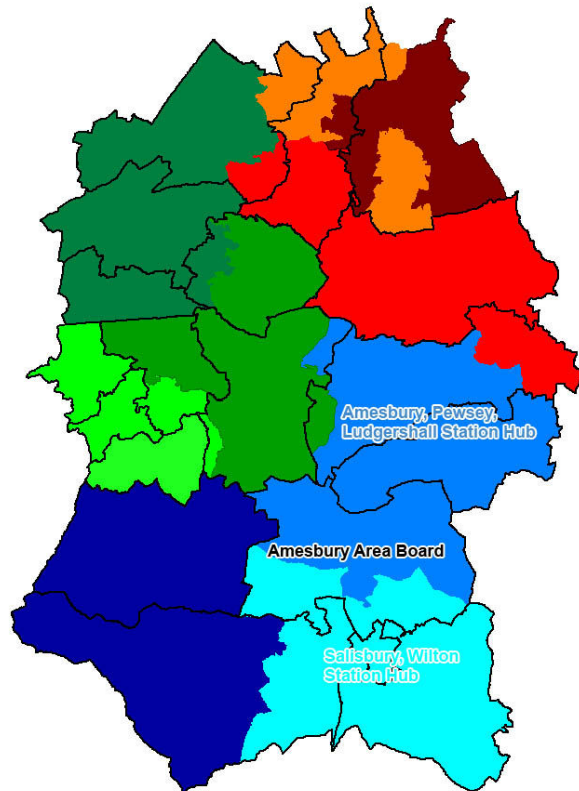 Amesbury, Pewsey,
Ludgershall Station Hub
Amesbury Area Board
Salisbury, Wilton
Station Hub